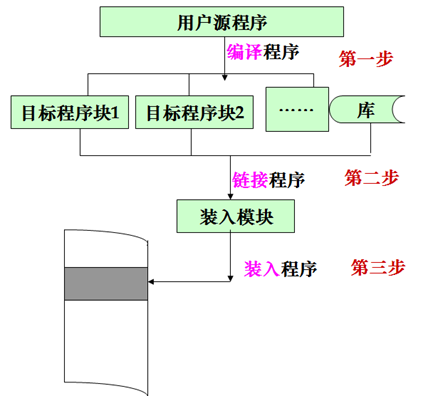 用户源程序
编译程序
第一步
目标程序块1
目标程序块2
……
库
链接程序
第二步
装入模块
装入程序
第三步